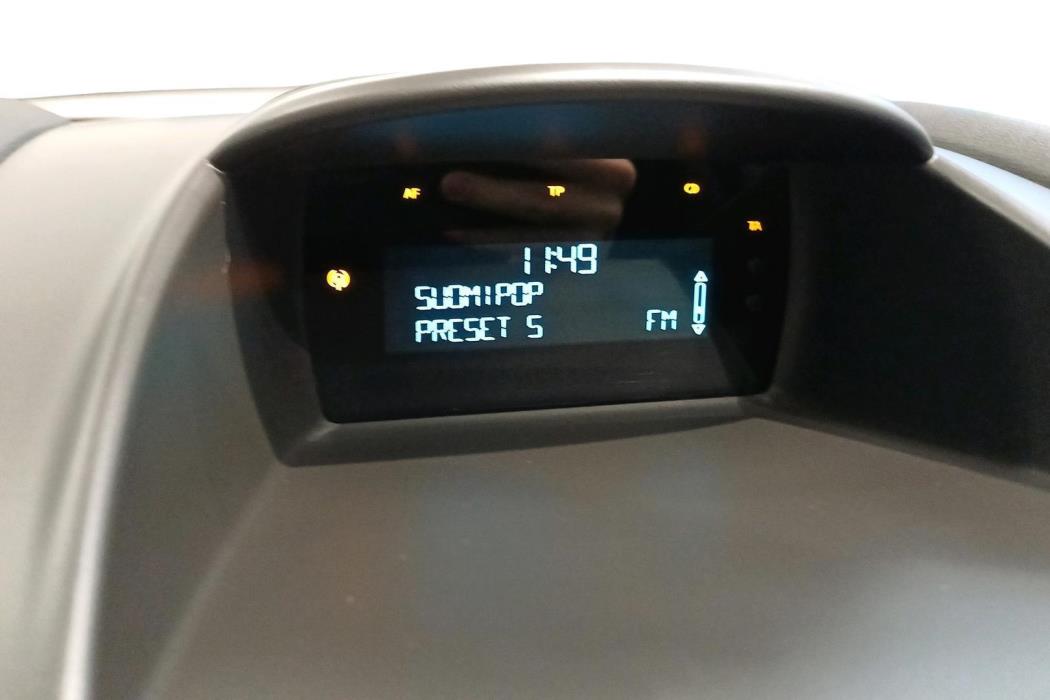 AF TP
TA
11:49
SUOMIPOP
PRESET 5 FM